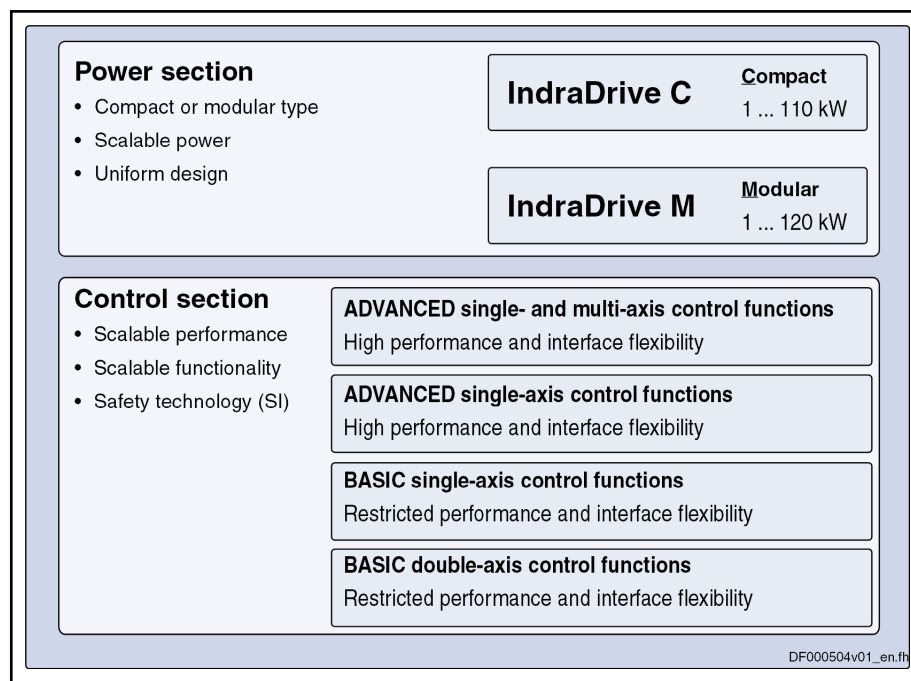 Power section
• Compact or modular type
• Scalable power
• Uniform design
IndraDrive C
Compact
1 ... 110 kW
IndraDrive M
Modular
1 ... 120 kW
Control section
• Scalable performance
• Scalable functionality
• Safety technology (SI)
ADVANCED single- and multi-axis control functions
High performance and interface flexibility
ADVANCED single-axis control functions
High performance and interface flexibility
BASIC single-axis control functions
Restricted performance and interface flexibility
BASIC double-axis control functions
Restricted performance and interface flexibility
DF000504v01_en.fh